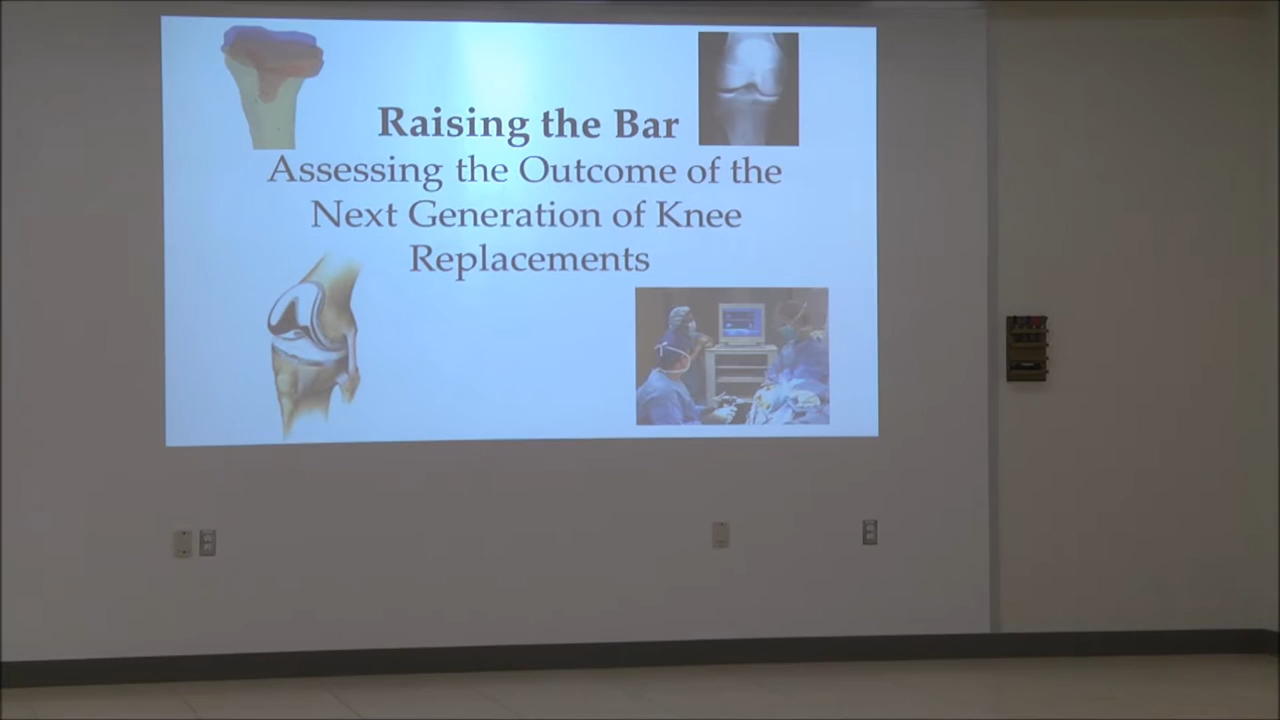 Raising the Bar
Assessing the Outcome of the
Next Generation of Knee
Replacements